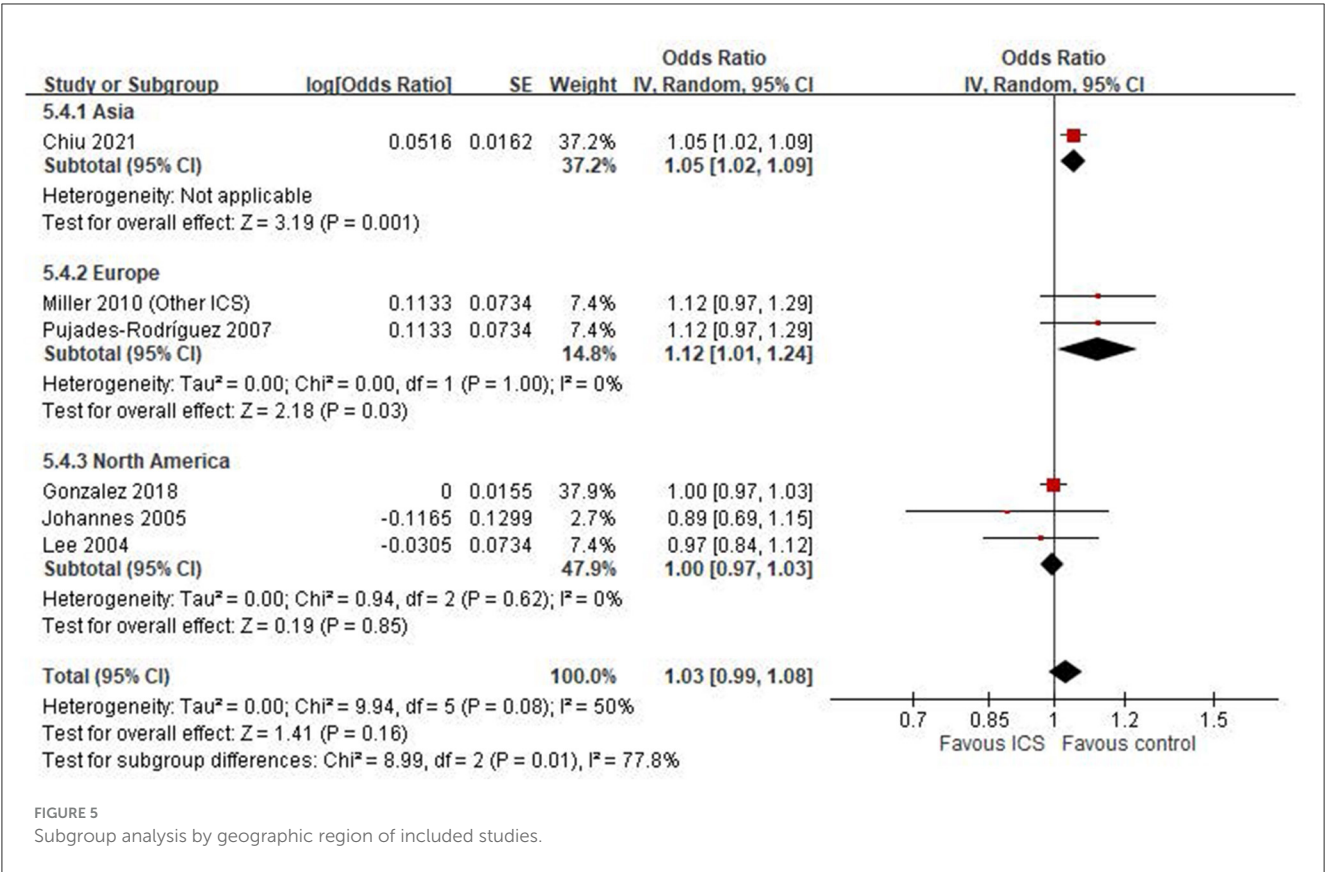 Odds Ratio Odds Ratio
Study or Subgroup log[Odds Ratio] SE Weight IV, Random, 95% CI IV, Random, 95% CI
5.4.1 Asia
Chiu 2021 0.0516 0.0162 37.2% 1.05 [1.02, 1.09]
Subtotal (95% CI) 37.2% 1.05 [1.02, 1.09]
Heterogeneity: Not applicable
Test for overall effect: Z = 3.19 (P = 0.001)
5.4.2 Europe
Miller 2010 (Other ICS) 0.1133 0.0734 7.4% 1.12 [0.97, 1.29]
Pujades-Rodríguez 2007 0.1133 0.0734 7.4% 1.12 [0.97, 1.29]
Subtotal (95% CI) 14.8% 1.12 [1.01, 1.24]
Heterogeneity: Tau² = 0.00; Chi² = 0.00, df = 1 (P = 1.00); I² = 0%
Test for overall effect: Z = 2.18 (P = 0.03)
5.4.3 North America
Gonzalez 2018 0 0.0155 37.9% 1.00 [0.97, 1.03]
Johannes 2005 -0.1165 0.1299 2.7% 0.89 [0.69, 1.15]
Lee 2004 -0.0305 0.0734 7.4% 0.97 [0.84, 1.12]
Subtotal (95% CI) 47.9% 1.00 [0.97, 1.03]
Heterogeneity: Tau² = 0.00; Chi² = 0.94, df = 2 (P = 0.62); I² = 0%
Test for overall effect: Z = 0.19 (P = 0.85)
Total (95% CI) 100.0% 1.03 [0.99, 1.08]
Heterogeneity: Tau² = 0.00; Chi² = 9.94, df = 5 (P = 0.08); I² = 50%
Test for overall effect: Z = 1.41 (P = 0.16)
Test for subgroup differences: Chi² = 8.99, df = 2 (P = 0.01), I² = 77.8%
0.7 0.85 1 1.2 1.5
Favous ICS Favous control
FIGURE 5
Subgroup analysis by geographic region of included studies.